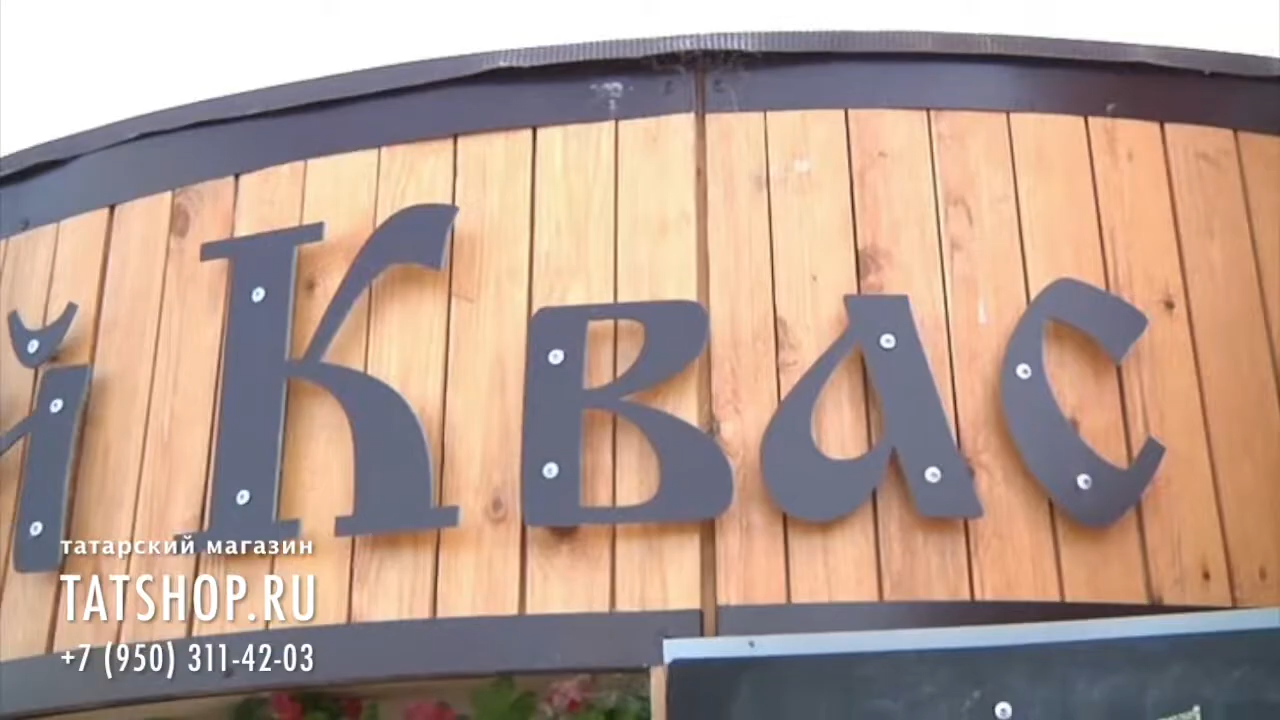 й Квас
татарский магазин
TATSHOP.RU
+7 (950) 311-42-03